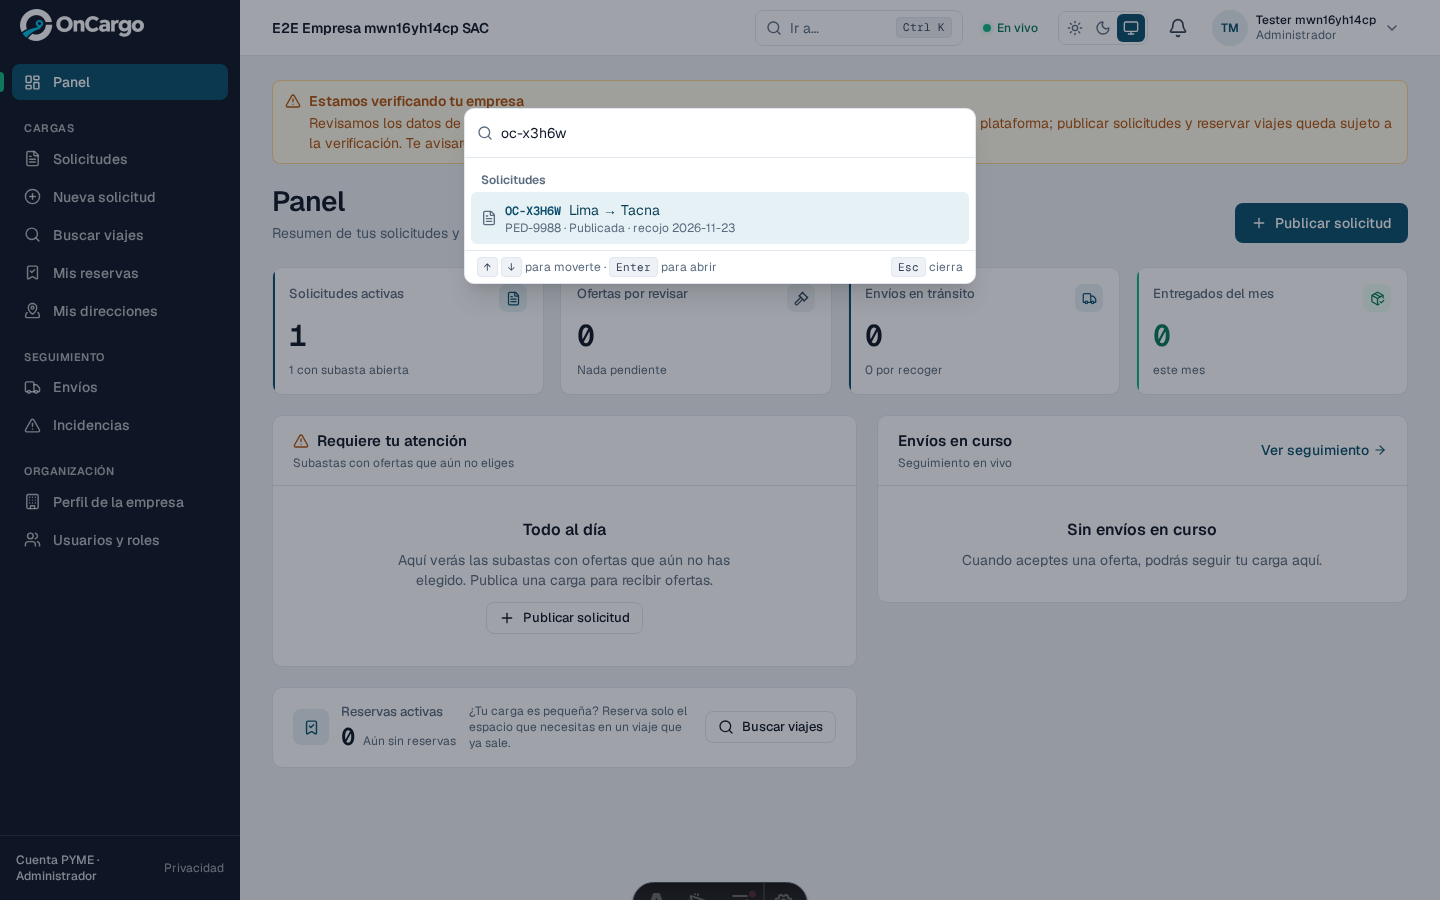 OnCargo
E2E Empresa mwn16yh14cp SAC
Ir a...
Ctrl K
En vivo
TM
Tester mwn16yh14cp
Administrador
Panel
CARGAS
Solicitudes
Nueva solicitud
Buscar viajes
Mis reservas
Mis direcciones
SEGUIMIENTO
Envíos
Incidencias
ORGANIZACIÓN
Perfil de la empresa
Usuarios y roles
Cuenta PYME ·
Administrador
Privacidad
Estamos verificando tu empresa
Revisamos los datos de
plataforma; publicar solicitudes y reservar viajes queda sujeto a
la verificación. Te avisar
oc-x3h6w
Solicitudes
OC-X3H6W Lima → Tacna
PED-9988 · Publicada · recojo 2026-11-23
↑ ↓ para moverte · Enter para abrir
Esc cierra
Panel
Resumen de tus solicitudes y
Publicar solicitud
Solicitudes activas
1
1 con subasta abierta
Ofertas por revisar
0
Nada pendiente
Envíos en tránsito
0
0 por recoger
Entregados del mes
0
este mes
Requiere tu atención
Subastas con ofertas que aún no eliges
Todo al día
Aquí verás las subastas con ofertas que aún no has
elegido. Publica una carga para recibir ofertas.
Publicar solicitud
Envíos en curso
Seguimiento en vivo
Ver seguimiento →
Sin envíos en curso
Cuando aceptes una oferta, podrás seguir tu carga aquí.
Reservas activas
0 Aún sin reservas
¿Tu carga es pequeña? Reserva solo el
espacio que necesitas en un viaje que
ya sale.
Buscar viajes